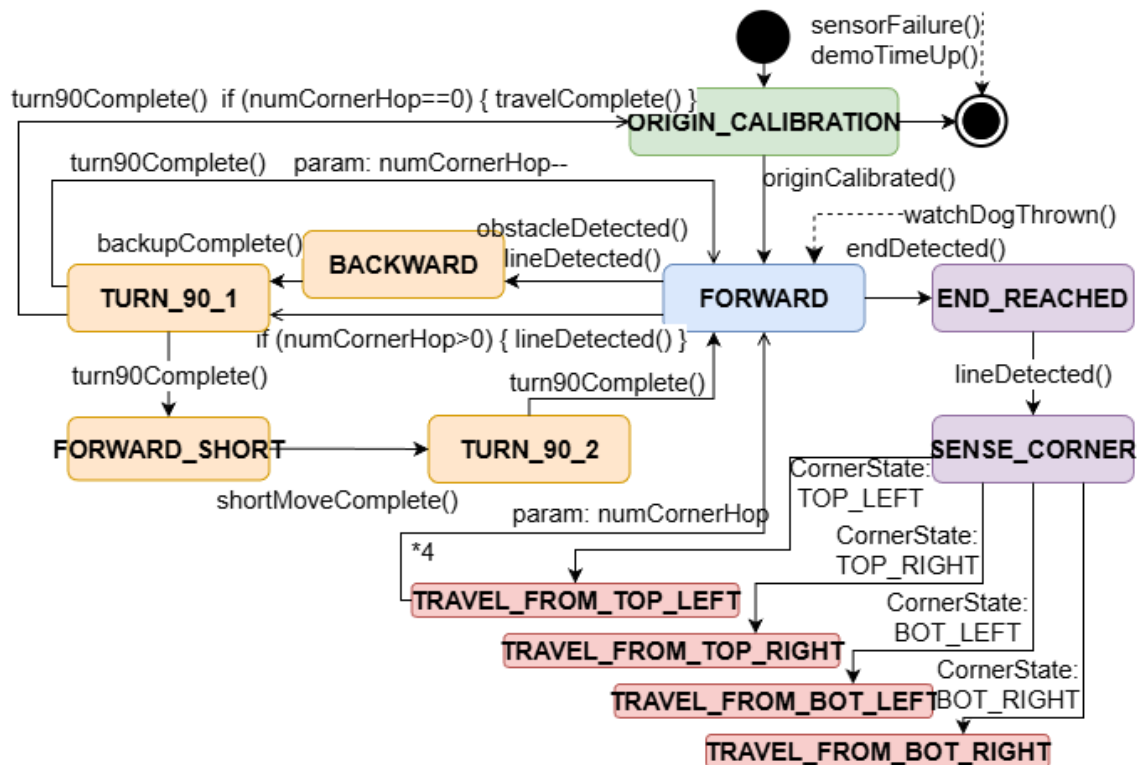 sensorFailure()
demoTimeUp()
turn90Complete() if (numCornerHop==0) { travelComplete() }
ORIGIN_CALIBRATION
turn90Complete() param: numCornerHop--
originCalibrated()
watchDogThrown()
obstacleDetected()
backupComplete()
endDetected()
BACKWARD
lineDetected()
TURN_90_1
FORWARD
END_REACHED
if (numCornerHop>0) { lineDetected() }
turn90Complete()
turn90Complete()
lineDetected()
FORWARD_SHORT
TURN_90_2
SENSE_CORNER
CornerState:
TOP_LEFT
shortMoveComplete()
param: numCornerHop
CornerState:
TOP_RIGHT
*4
TRAVEL_FROM_TOP_LEFT
CornerState:
BOT_LEFT
TRAVEL_FROM_TOP_RIGHT
CornerState:
BOT_RIGHT
TRAVEL_FROM_BOT_LEFT
TRAVEL_FROM_BOT_RIGHT